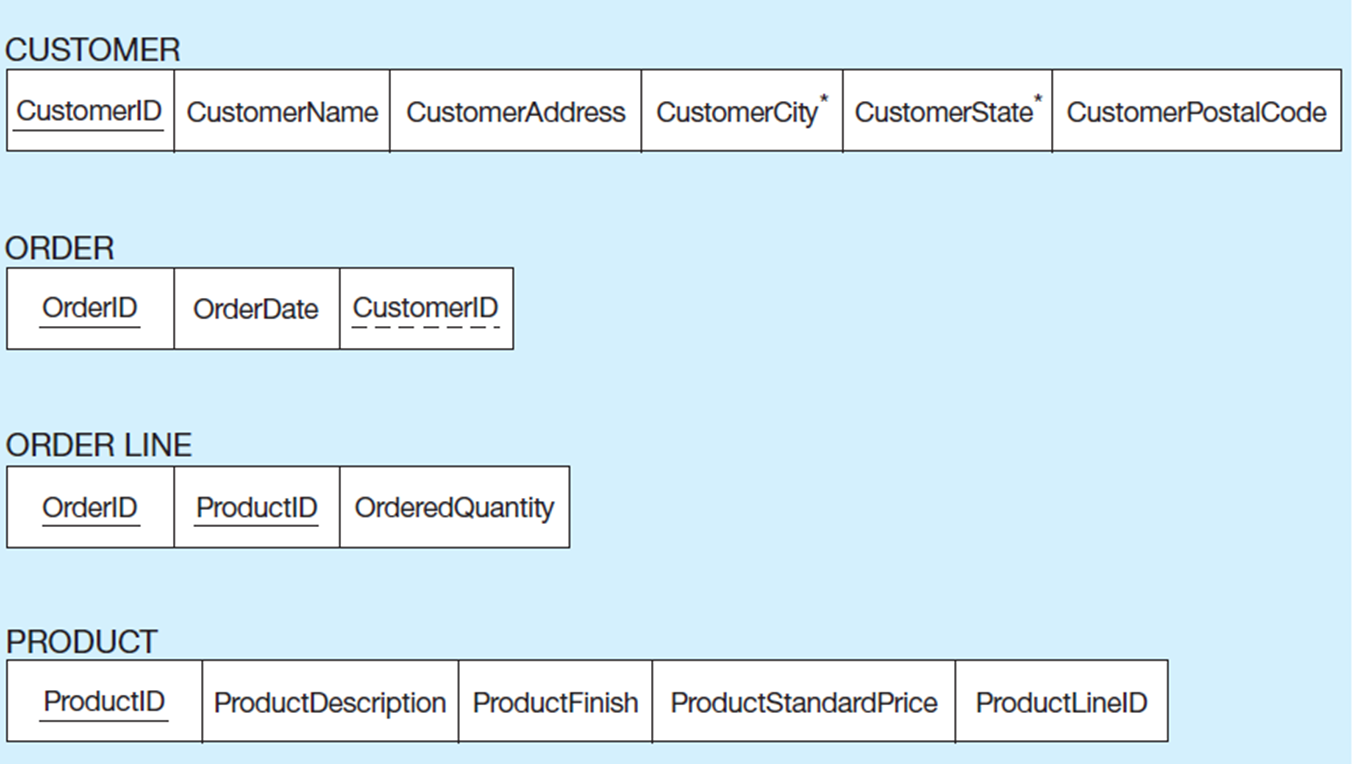 CUSTOMER
CustomerID CustomerName CustomerAddress CustomerCity* CustomerState* CustomerPostalCode
ORDER
OrderID OrderDate CustomerID
ORDER LINE
OrderID ProductID OrderedQuantity
PRODUCT
ProductID ProductDescription ProductFinish ProductStandardPrice ProductLineID